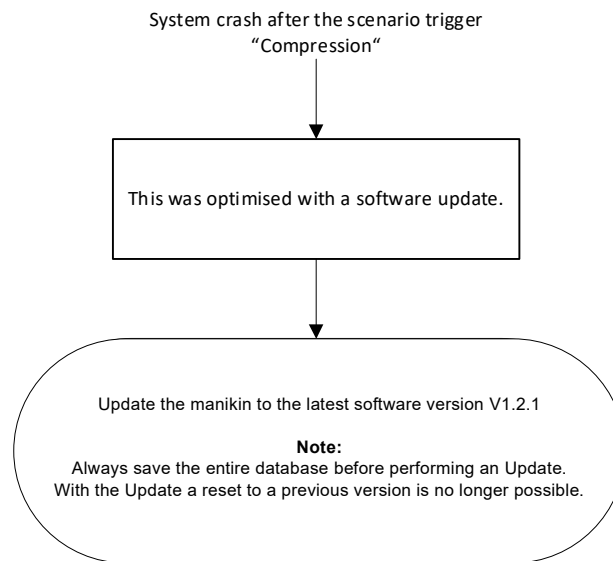 System crash after the scenario trigger
“Compression“
This was optimised with a software update.
Update the manikin to the latest software version V1.2.1
Note:
Always save the entire database before performing an Update.
With the Update a reset to a previous version is no longer possible.